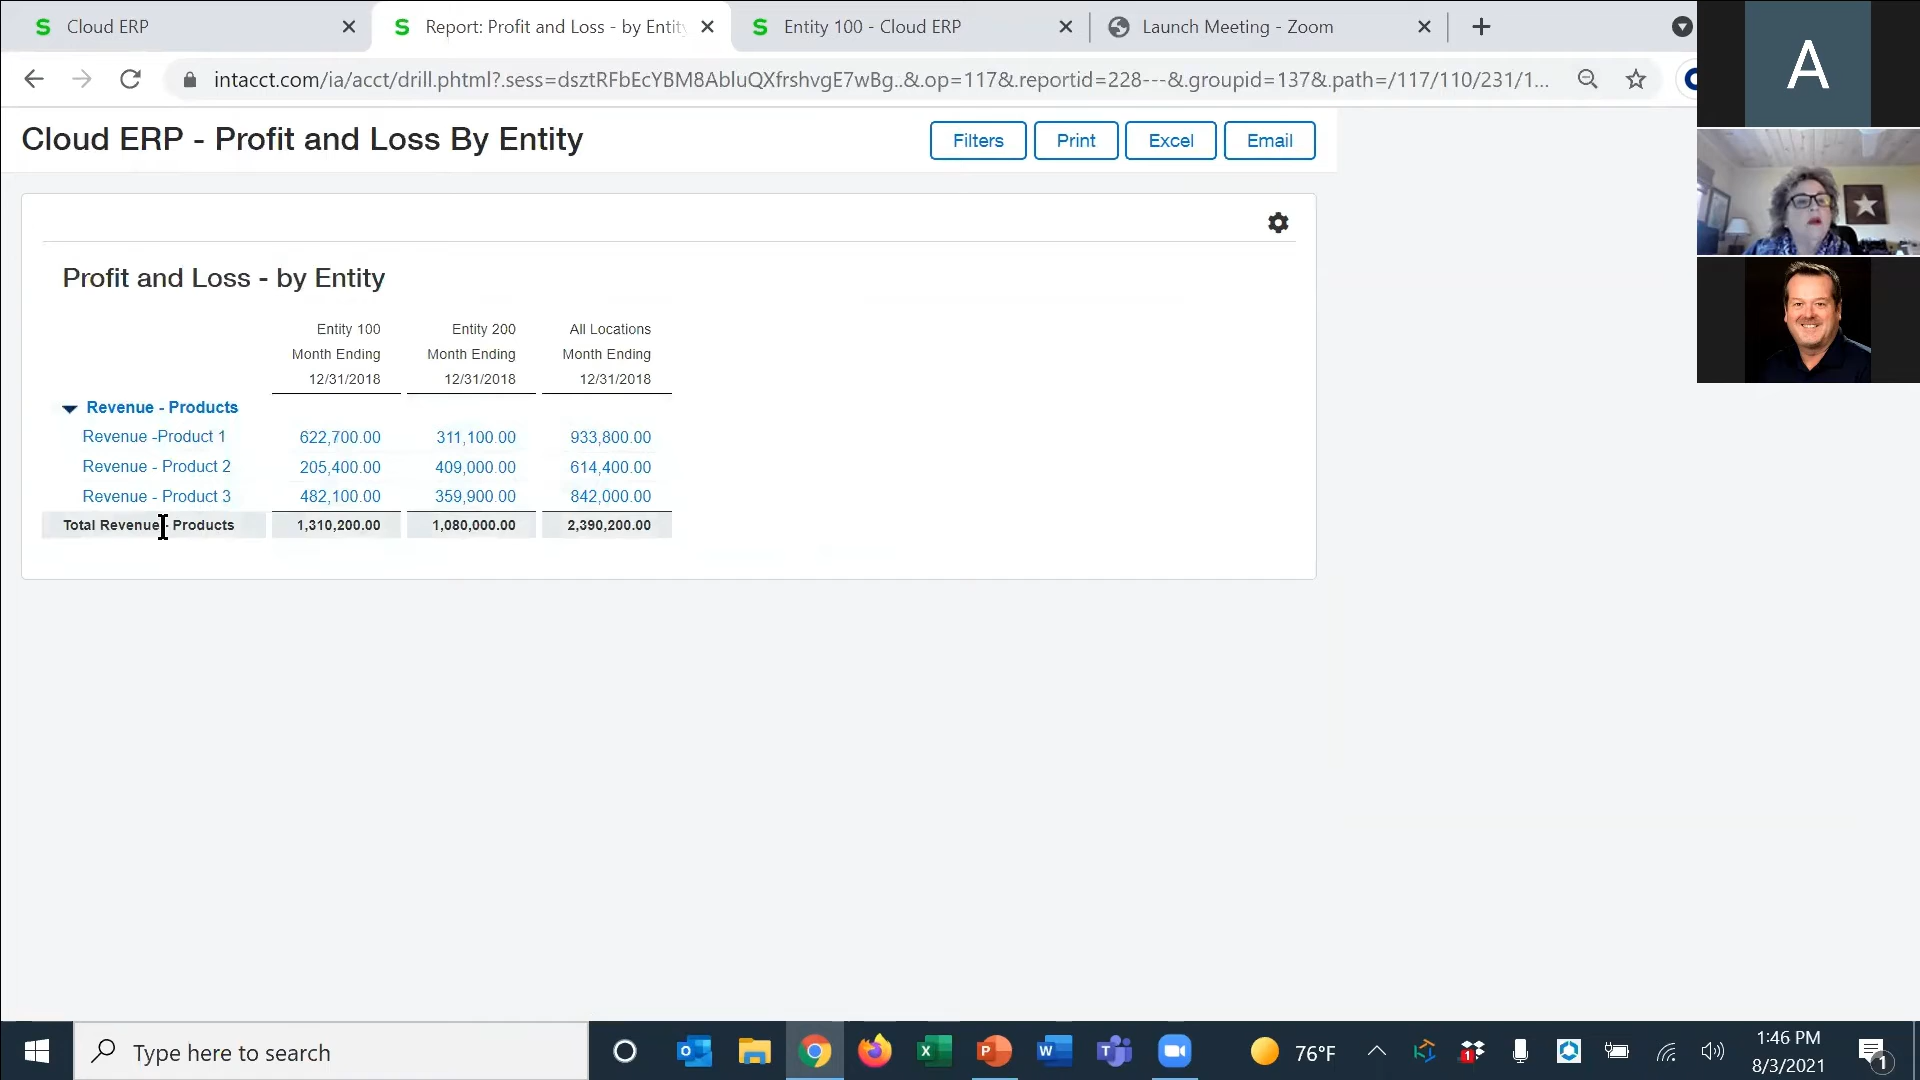 Cloud ERP
Report: Profit and Loss - by Entity
Entity 100 - Cloud ERP
Launch Meeting - Zoom
intacct.com/ia/acct/drill.phtml?.sess=dsztRFbEcYBM8AbluQXfrshvgE7wBg..&.op=117&.reportid=228---&.groupid=137&.path=/117/110/231/1...
A
Cloud ERP - Profit and Loss By Entity
Filters Print Excel Email
Profit and Loss - by Entity
Entity 100 Entity 200 All Locations
Month Ending Month Ending Month Ending
12/31/2018 12/31/2018 12/31/2018
Revenue - Products
Revenue -Product 1 622,700.00 311,100.00 933,800.00
Revenue - Product 2 205,400.00 409,000.00 614,400.00
Revenue - Product 3 482,100.00 359,900.00 842,000.00
Total Revenue - Products 1,310,200.00 1,080,000.00 2,390,200.00
Type here to search
76°F
1:46 PM
8/3/2021
1